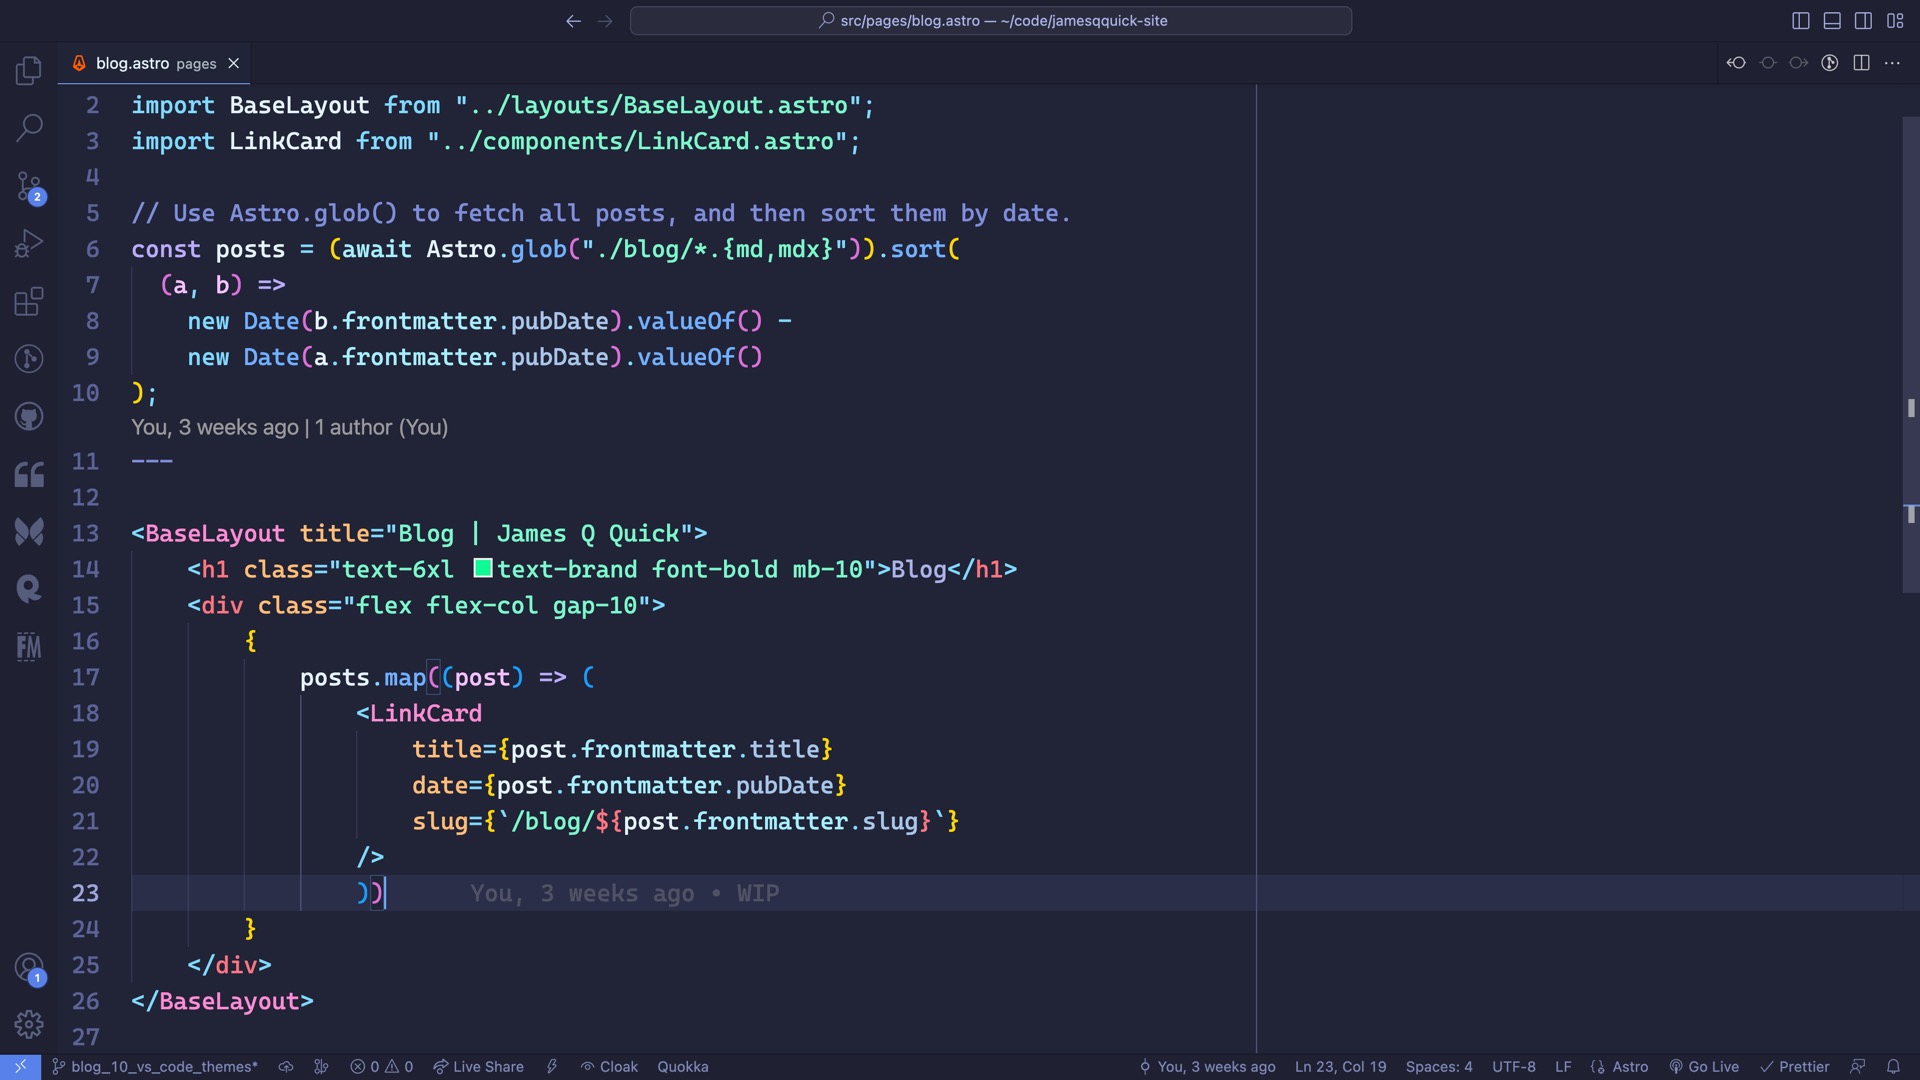 src/pages/blog.astro — ~/code/jamesqquick-site
blog.astro pages
2 import BaseLayout from "../layouts/BaseLayout.astro";
3 import LinkCard from "../components/LinkCard.astro";
4
5 // Use Astro.glob() to fetch all posts, and then sort them by date.
6 const posts = (await Astro.glob("./blog/*.{md,mdx}")).sort(
7 (a, b) =>
8 new Date(b.frontmatter.pubDate).valueOf() -
9 new Date(a.frontmatter.pubDate).valueOf()
10 );
You, 3 weeks ago | 1 author (You)
11 ---
12
13 <BaseLayout title="Blog | James Q Quick">
14 <h1 class="text-6xl text-brand font-bold mb-10">Blog</h1>
15 <div class="flex flex-col gap-10">
16 {
17 posts.map((post) => (
18 <LinkCard
19 title={post.frontmatter.title}
20 date={post.frontmatter.pubDate}
21 slug={`/blog/${post.frontmatter.slug}`}
22 />
23 )) You, 3 weeks ago • WIP
24 }
25 </div>
26 </BaseLayout>
27
2
FM
1
blog_10_vs_code_themes* 0 0 Live Share Cloak Quokka You, 3 weeks ago Ln 23, Col 19 Spaces: 4 UTF-8 LF {} Astro Go Live Prettier